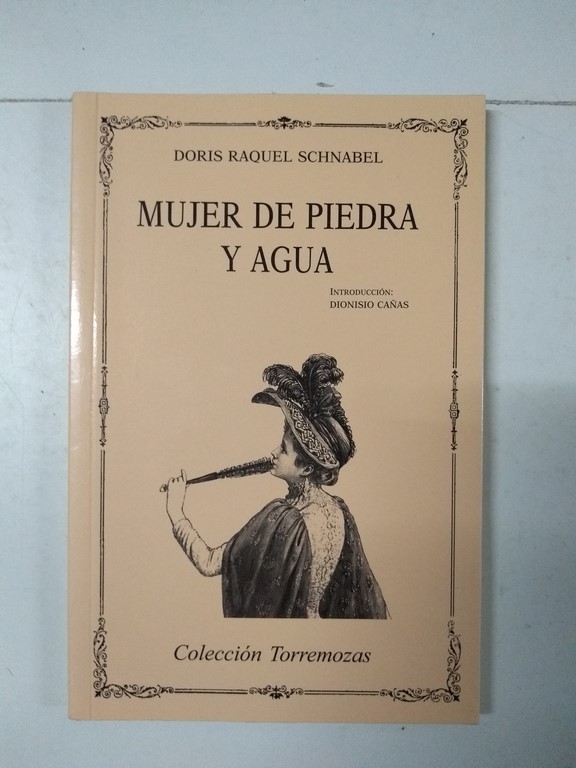 DORIS RAQUEL SCHNABEL
MUJER DE PIEDRA
Y AGUA
INTRODUCCIÓN:
DIONISIO CAÑAS
Colección Torremozas